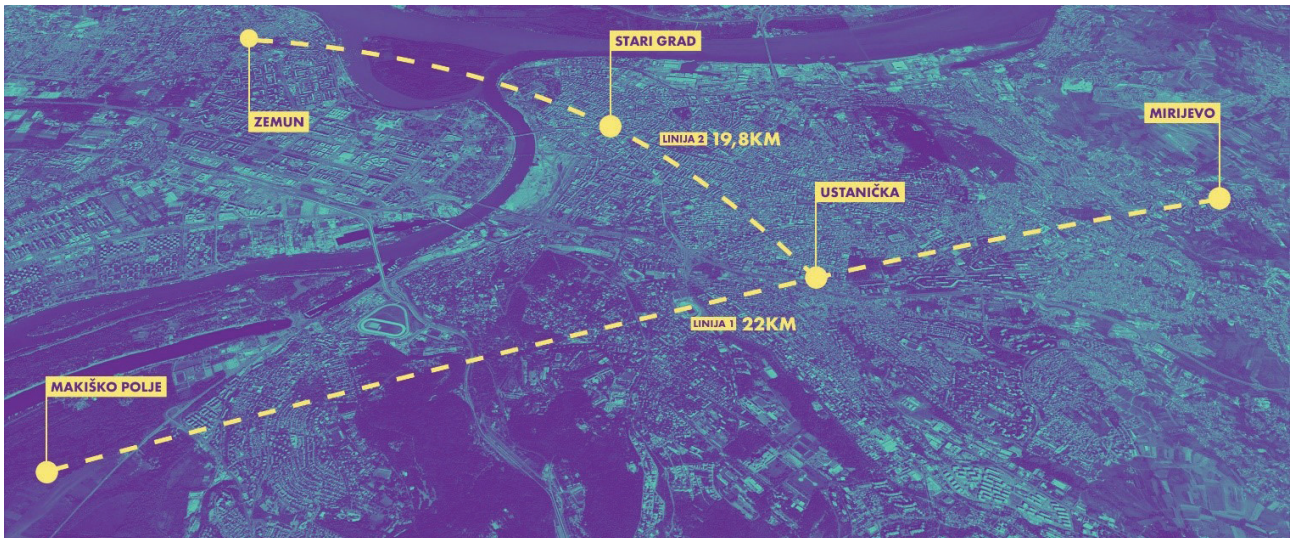 STARI GRAD
ZEMUN
MIRIJEVO
LINIJA 2 19,8KM
USTANIČKA
LINIJA 1 22KM
MAKIŠKO POLJE